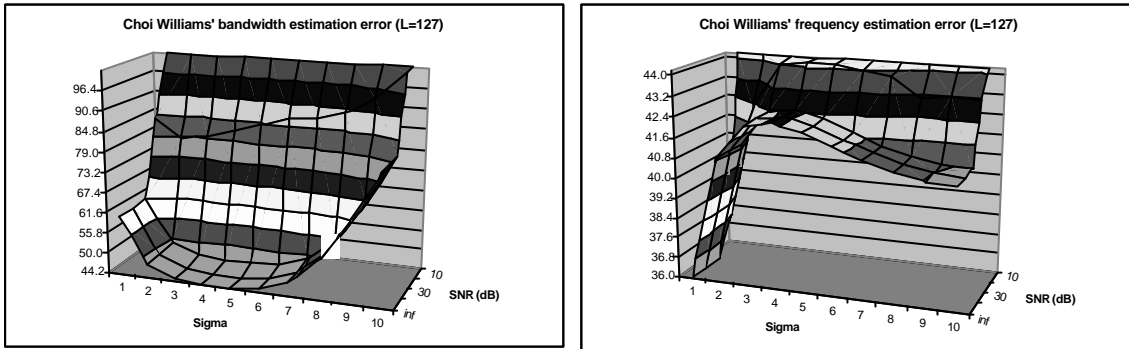 Choi Williams' bandwidth estimation error (L=127)
96.4
90.6
84.8
79.0
73.2
67.4
61.6
55.8
50.0
44.2
1 2 3 4 5 6 7 8 9 10
Sigma
10
30
inf
SNR (dB)
Choi Williams' frequency estimation error (L=127)
44.0
43.2
42.4
41.6
40.8
40.0
39.2
38.4
37.6
36.8
36.0
1 2 3 4 5 6 7 8 9 10
Sigma
10
30
inf
SNR (dB)